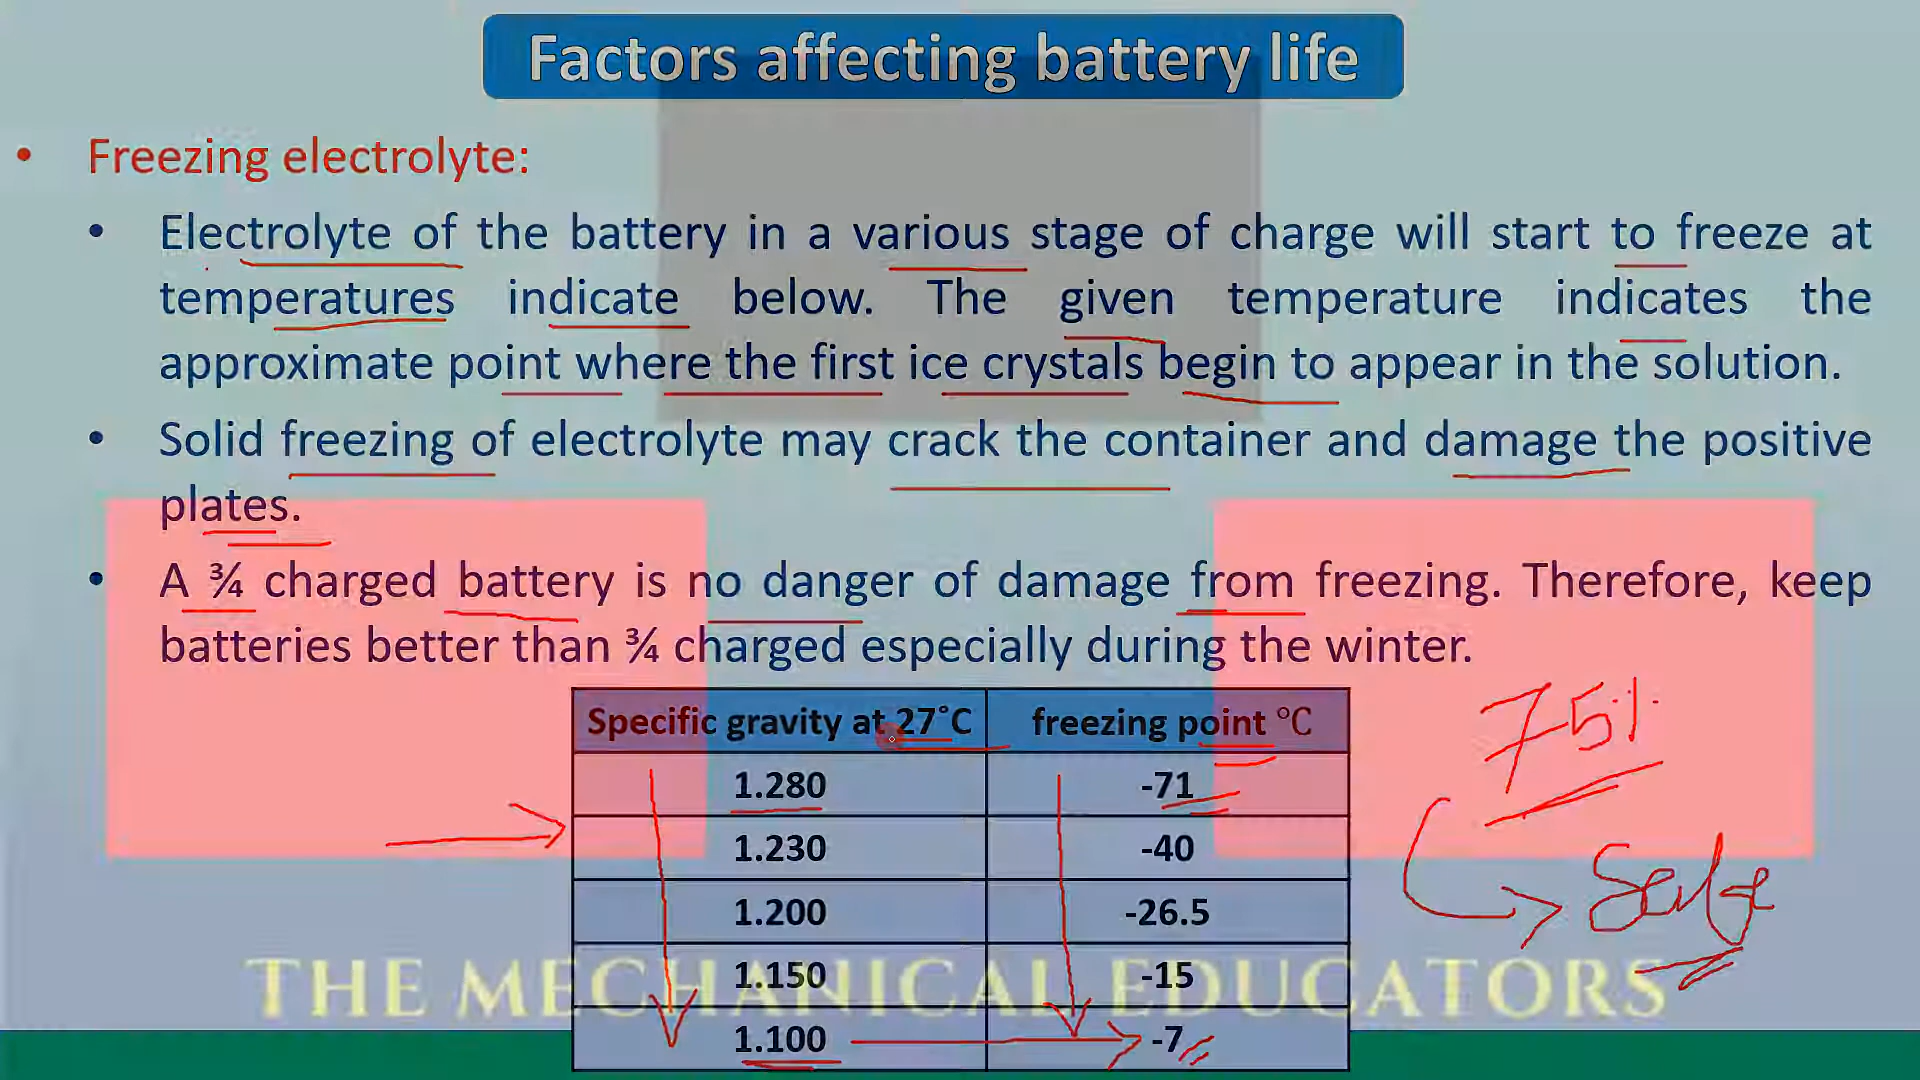 Factors affecting battery life
• Freezing electrolyte:
• Electrolyte of the battery in a various stage of charge will start to freeze at
temperatures indicate below. The given temperature indicates the
approximate point where the first ice crystals begin to appear in the solution.
• Solid freezing of electrolyte may crack the container and damage the positive
plates.
• A ¾ charged battery is no danger of damage from freezing. Therefore, keep
batteries better than ¾ charged especially during the winter.
Specific gravity at 27°C freezing point °C
1.280 -71
1.230 -40
1.200 -26.5
1.150 -15
1.100 -7
75%
Safe
THE MECHANICAL EDUCATORS